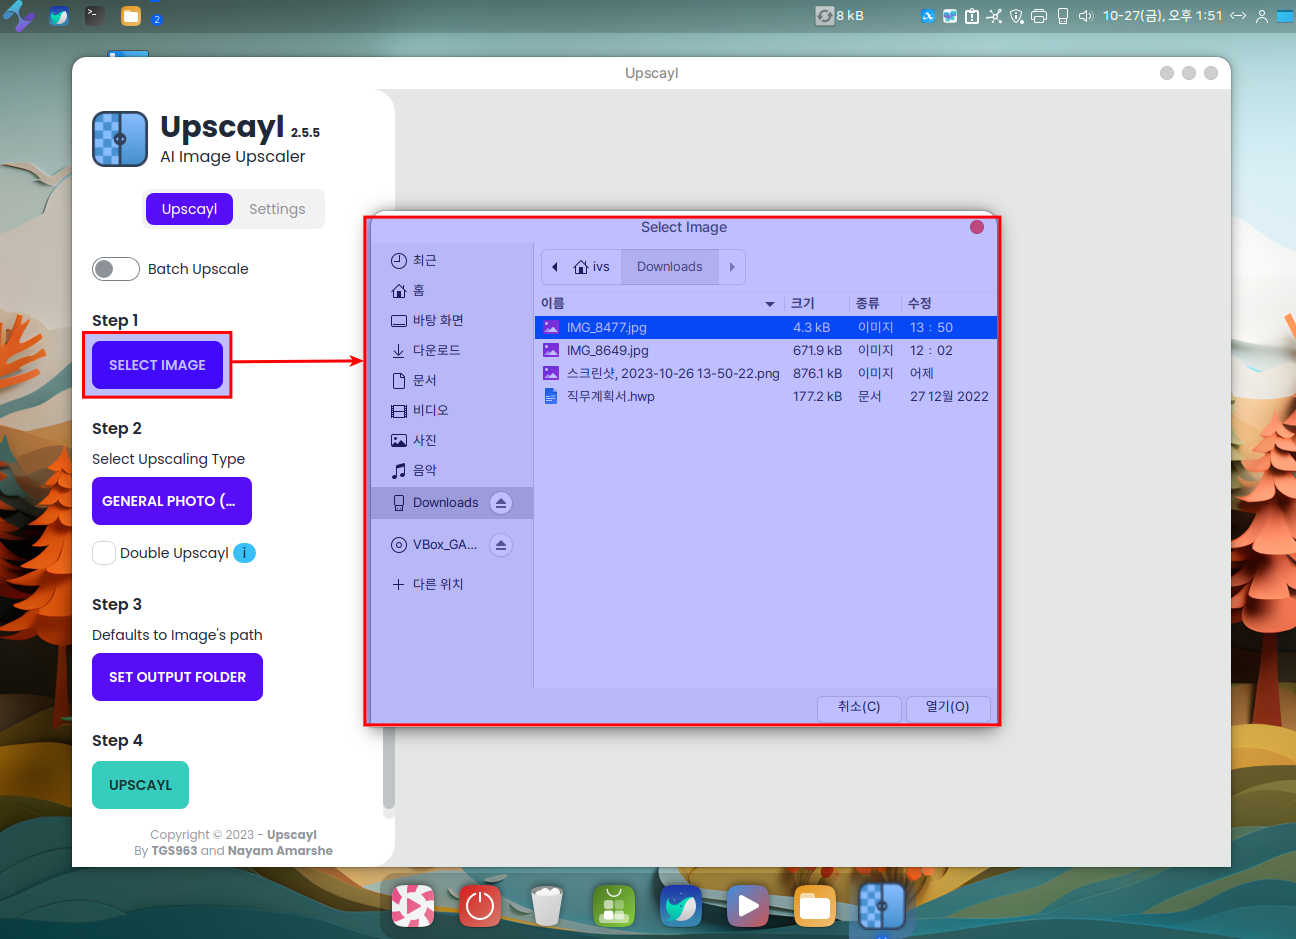 2
8 kB
10-27(금), 오후 1:51
Upscayl
Upscayl 2.5.5
AI Image Upscaler
Upscayl
Settings
Batch Upscale
Step 1
SELECT IMAGE
Step 2
Select Upscaling Type
GENERAL PHOTO (...
Double Upscayl i
Step 3
Defaults to Image's path
SET OUTPUT FOLDER
Step 4
UPSCAYL
Copyright © 2023 - Upscayl
By TGS963 and Nayam Amarshe
Select Image
최근
홈
바탕 화면
다운로드
문서
비디오
사진
음악
Downloads
VBox_GA...
다른 위치
ivs
Downloads
이름 크기 종류 수정
IMG_8477.jpg 4.3 kB 이미지 13 : 50
IMG_8649.jpg 671.9 kB 이미지 12 : 02
스크린샷, 2023-10-26 13-50-22.png 876.1 kB 이미지 어제
직무계획서.hwp 177.2 kB 문서 27 12월 2022
취소(C)
열기(O)